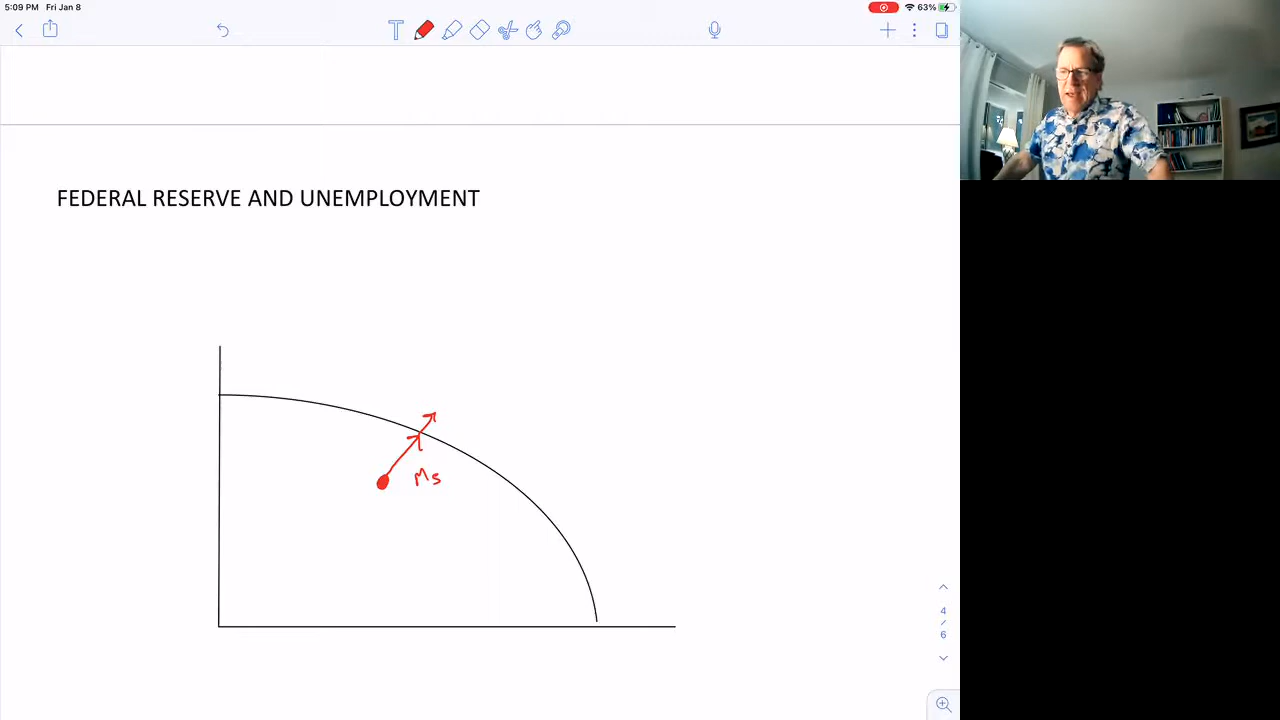 5:09 PM Fri Jan 8
63%
T
FEDERAL RESERVE AND UNEMPLOYMENT
Ms
4
/
6